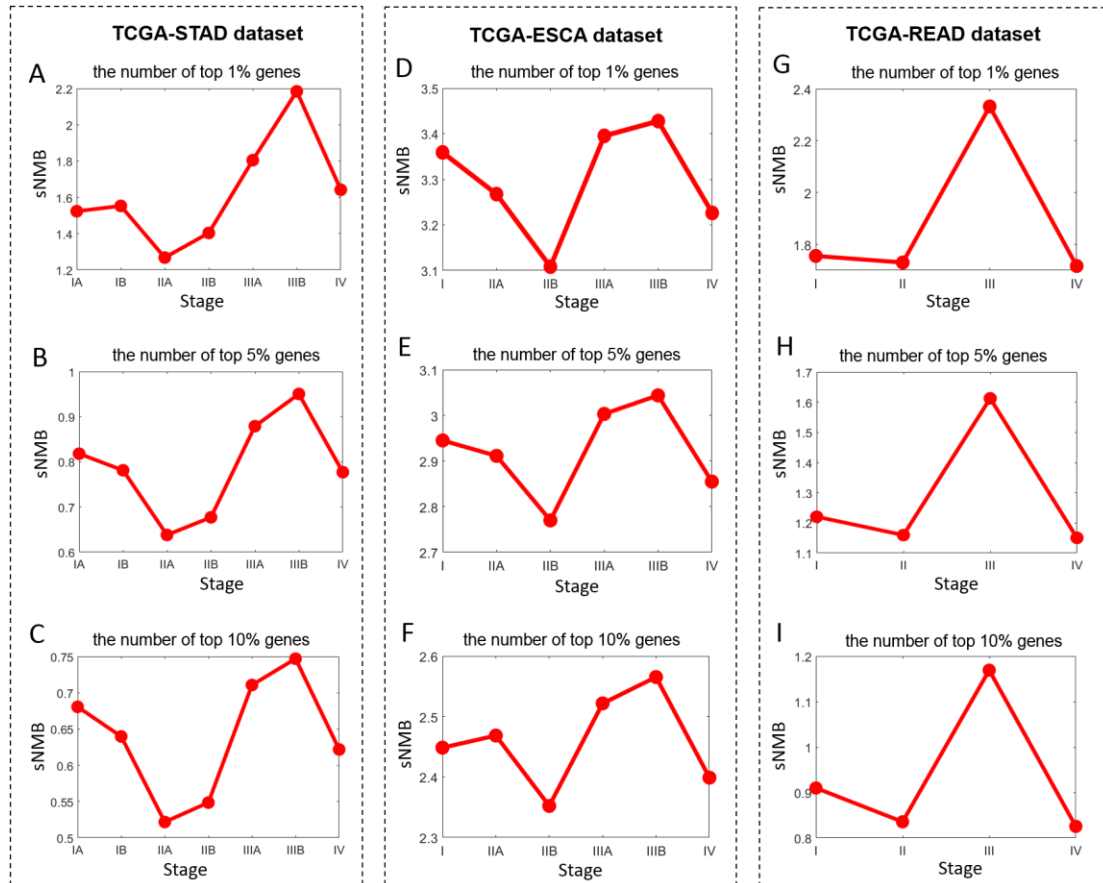 TCGA-STAD dataset
A
the number of top 1% genes
2.2
2
1.8
1.6
1.4
1.2
sNMB
IA IB IIA IIB IIIA IIIB IV
Stage
B
the number of top 5% genes
1
0.9
0.8
0.7
0.6
sNMB
IA IB IIA IIB IIIA IIIB IV
Stage
C
the number of top 10% genes
0.75
0.7
0.65
0.6
0.55
0.5
sNMB
IA IB IIA IIB IIIA IIIB IV
Stage
TCGA-ESCA dataset
D
the number of top 1% genes
3.5
3.4
3.3
3.2
3.1
sNMB
I IIA IIB IIIA IIIB IV
Stage
E
the number of top 5% genes
3.1
3
2.9
2.8
2.7
sNMB
I IIA IIB IIIA IIIB IV
Stage
F
the number of top 10% genes
2.6
2.5
2.4
2.3
sNMB
I IIA IIB IIIA IIIB IV
Stage
TCGA-READ dataset
G
the number of top 1% genes
2.4
2.2
2
1.8
sNMB
I II III IV
Stage
H
the number of top 5% genes
1.7
1.6
1.5
1.4
1.3
1.2
1.1
sNMB
I II III IV
Stage
I
the number of top 10% genes
1.2
1.1
1
0.9
0.8
sNMB
I II III IV
Stage